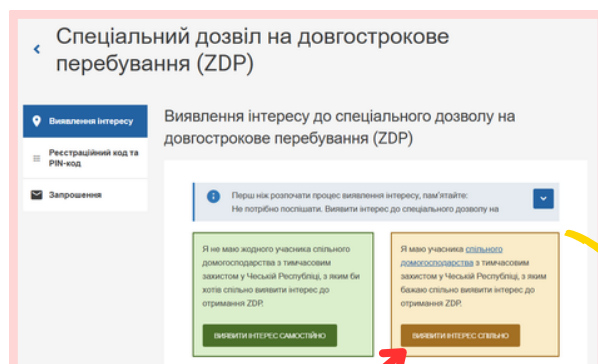 Спеціальний дозвіл на довгострокове
перебування (ZDP)
Виявлення інтересу
Реєстраційний код та
PIN-код
Запрошення
Виявлення інтересу до спеціального дозволу на
довгострокове перебування (ZDP)
Перш ніж розпочати процес виявлення інтересу, пам'ятайте:
Не потрібно поспішати. Виявити інтерес до спеціального дозволу на
Я не маю жодного учасника спільного
домогосподарства з тимчасовим
захистом у Чеській Республіці, з яким би
хотів спільно виявити інтерес до
отримання ZDP.
ВИЯВИТИ ІНТЕРЕС САМОСТІЙНО
Я маю учасника спільного
домогосподарства з тимчасовим
захистом у Чеській Республіці, з яким
бажаю спільно виявити інтерес до
отримання ZDP.
ВИЯВИТИ ІНТЕРЕС СПІЛЬНО